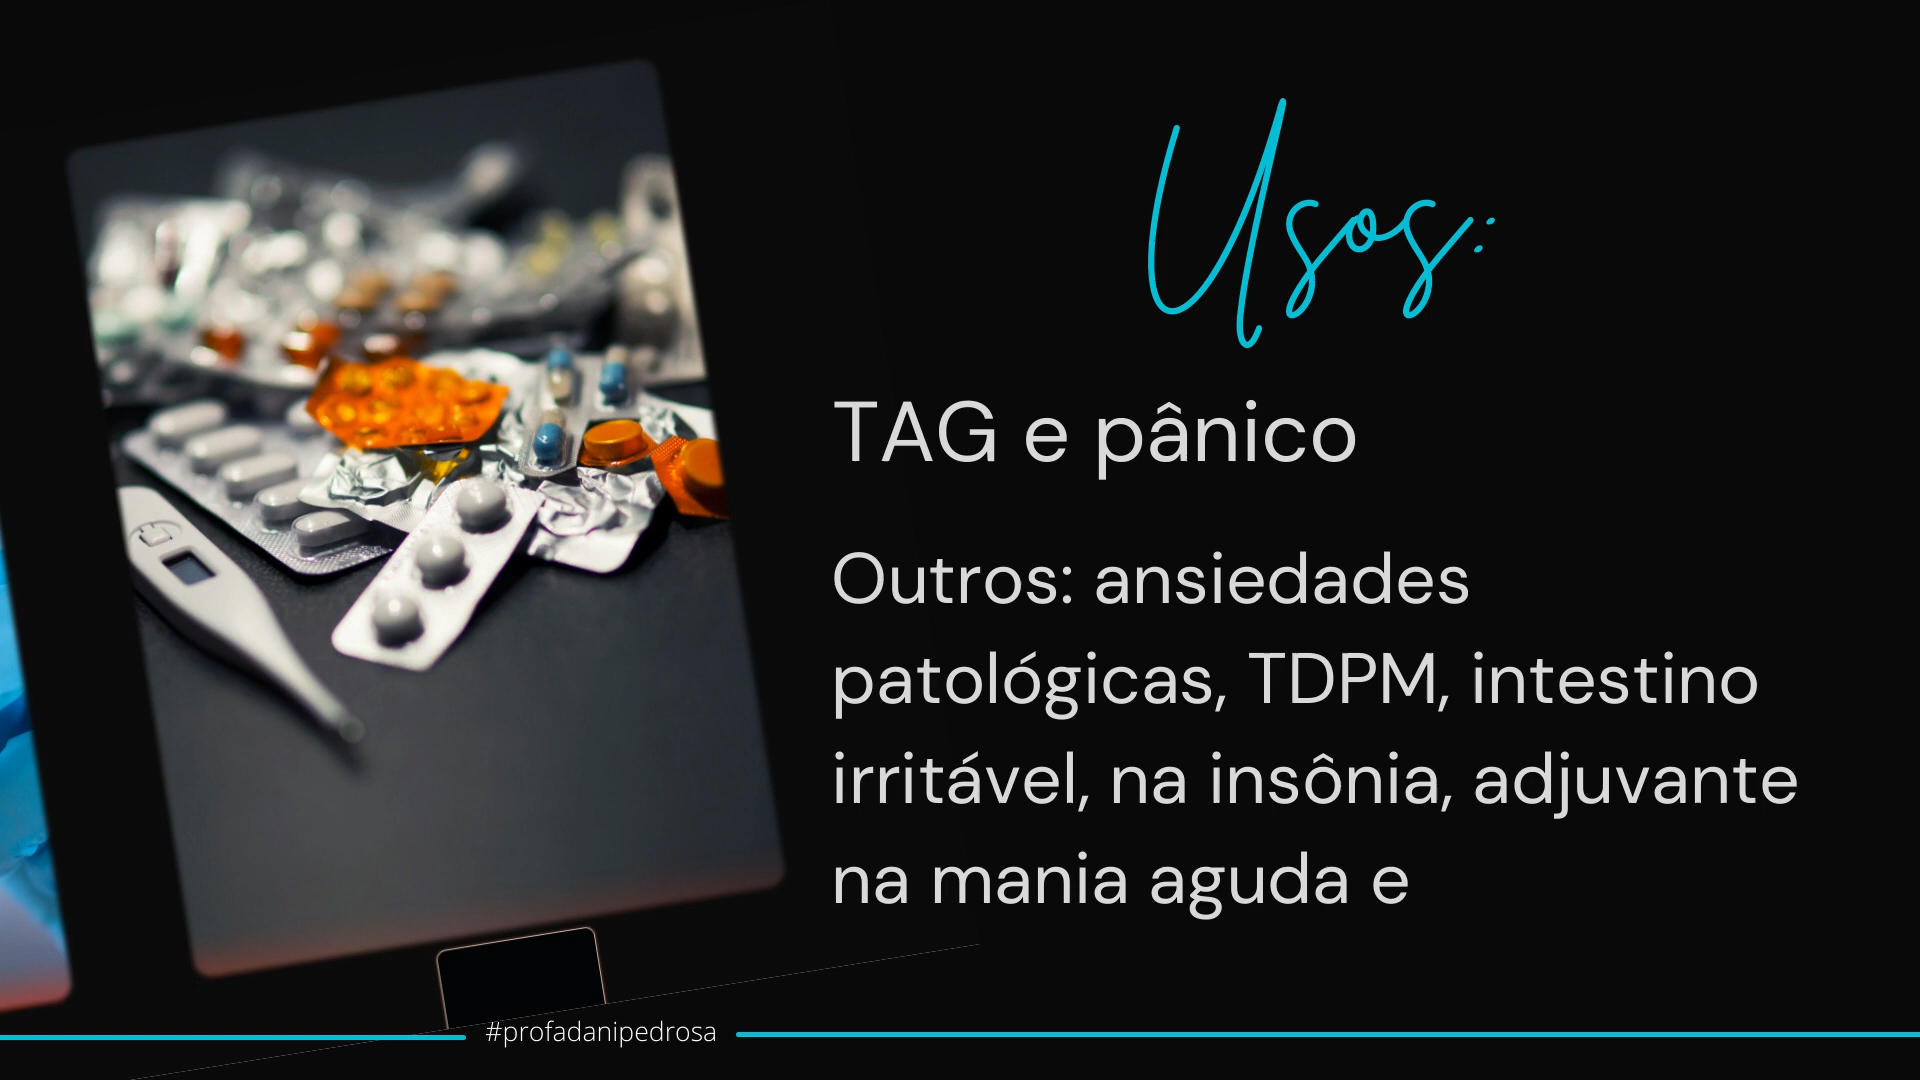 Usos:
TAG e pânico
Outros: ansiedades
patológicas, TDPM, intestino
irritável, na insônia, adjuvante
na mania aguda e
#profadanipedrosa